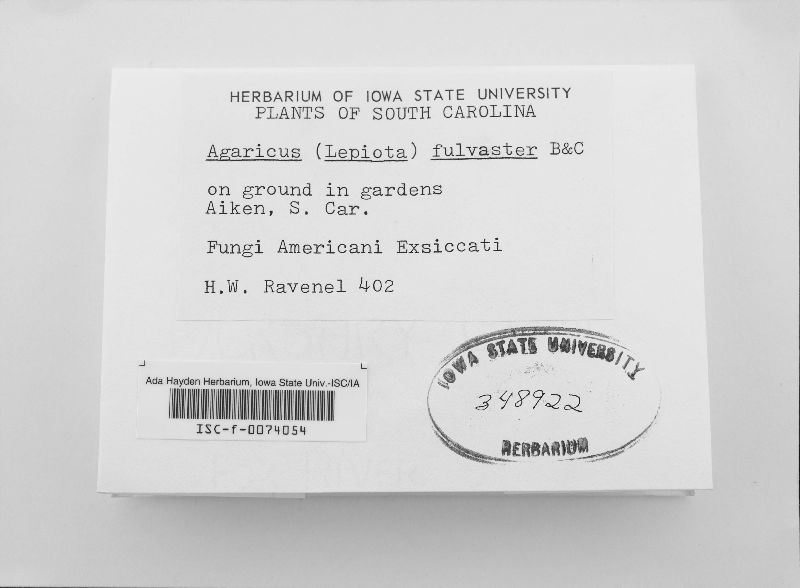 HERBARIUM OF IOWA STATE UNIVERSITY
PLANTS OF SOUTH CAROLINA
Agaricus (Lepiota) fulvaster B&C
on ground in gardens
Aiken, S. Car.
Fungi Americani Exsiccati
H.W. Ravenel 402
Ada Hayden Herbarium, Iowa State Univ.-ISC/IA
ISC-f-0074054
IOWA STATE UNIVERSITY
348922
HERBARIUM